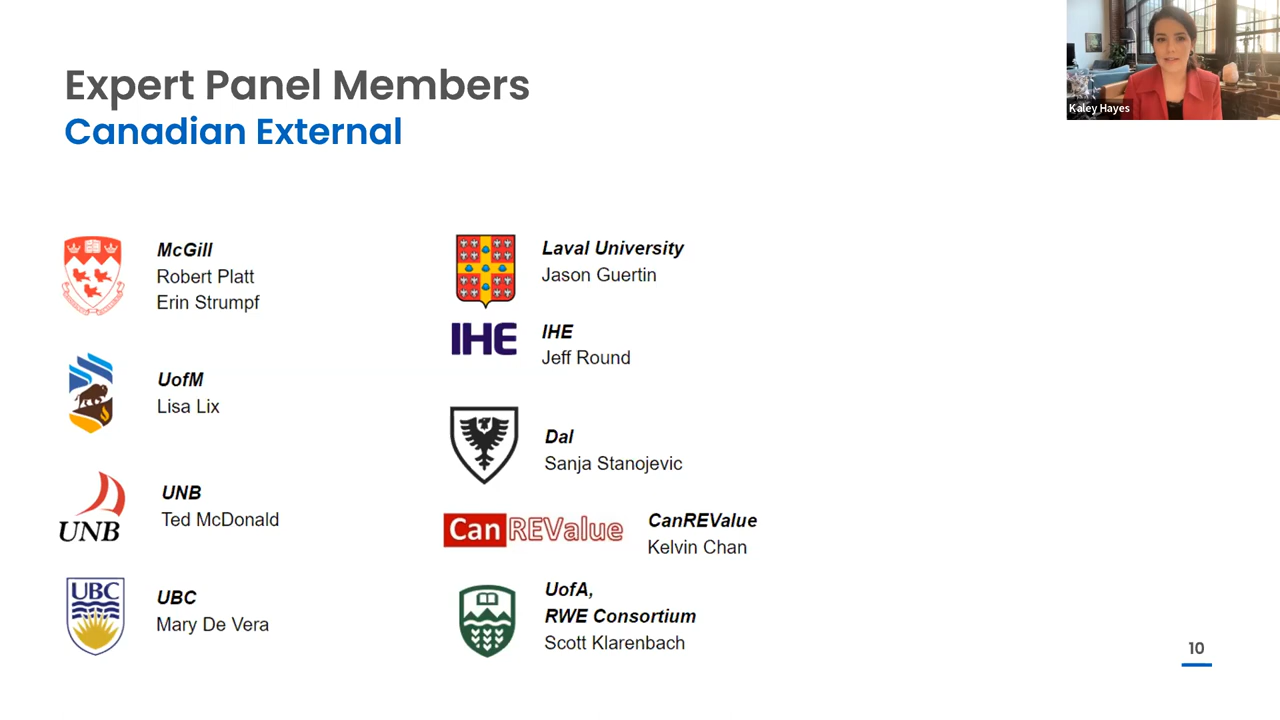 Expert Panel Members
Canadian External
Kaley Hayes
McGill
Robert Platt
Erin Strumpf
UofM
Lisa Lix
UNB
UNB
Ted McDonald
UBC
UBC
Mary De Vera
Laval University
Jason Guertin
IHE
IHE
Jeff Round
Dal
Sanja Stanojevic
CanREValue
CanREValue
Kelvin Chan
UofA,
RWE Consortium
Scott Klarenbach
10